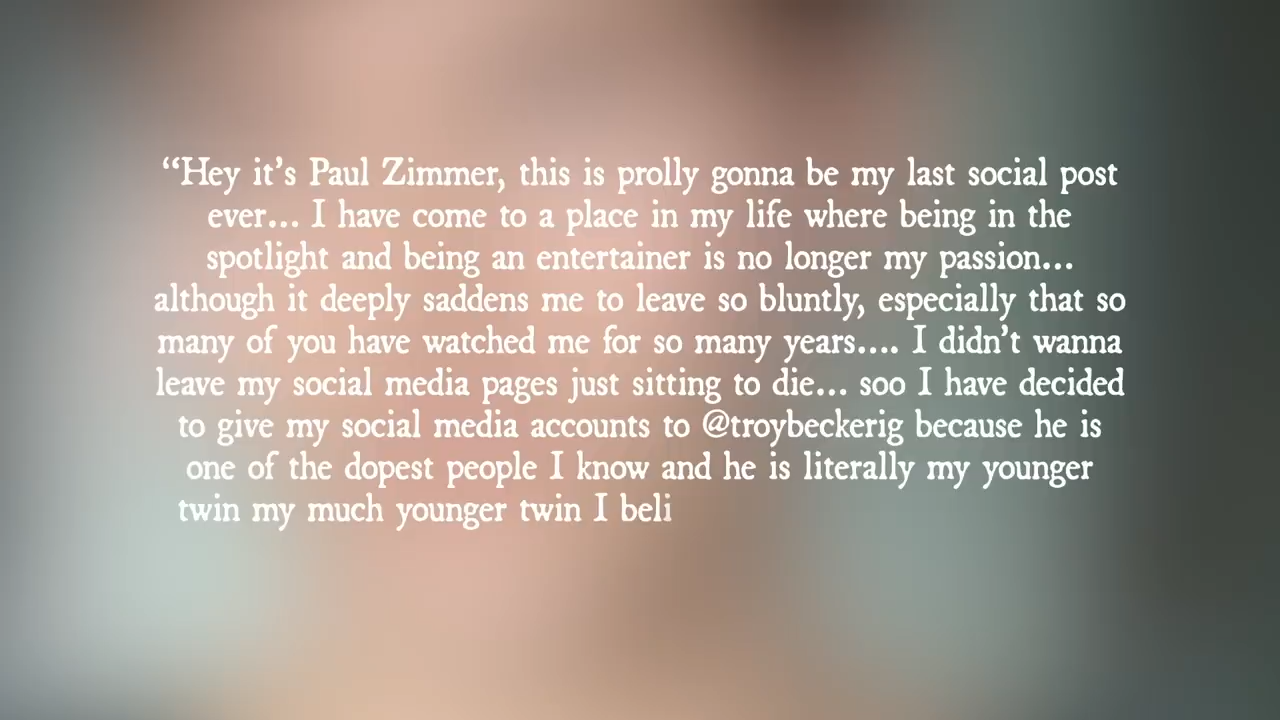 “Hey it’s Paul Zimmer, this is prolly gonna be my last social post
ever... I have come to a place in my life where being in the
spotlight and being an entertainer is no longer my passion...
although it deeply saddens me to leave so bluntly, especially that so
many of you have watched me for so many years.... I didn’t wanna
leave my social media pages just sitting to die... soo I have decided
to give my social media accounts to @troybeckerig because he is
one of the dopest people I know and he is literally my younger
twin my much younger twin I beli